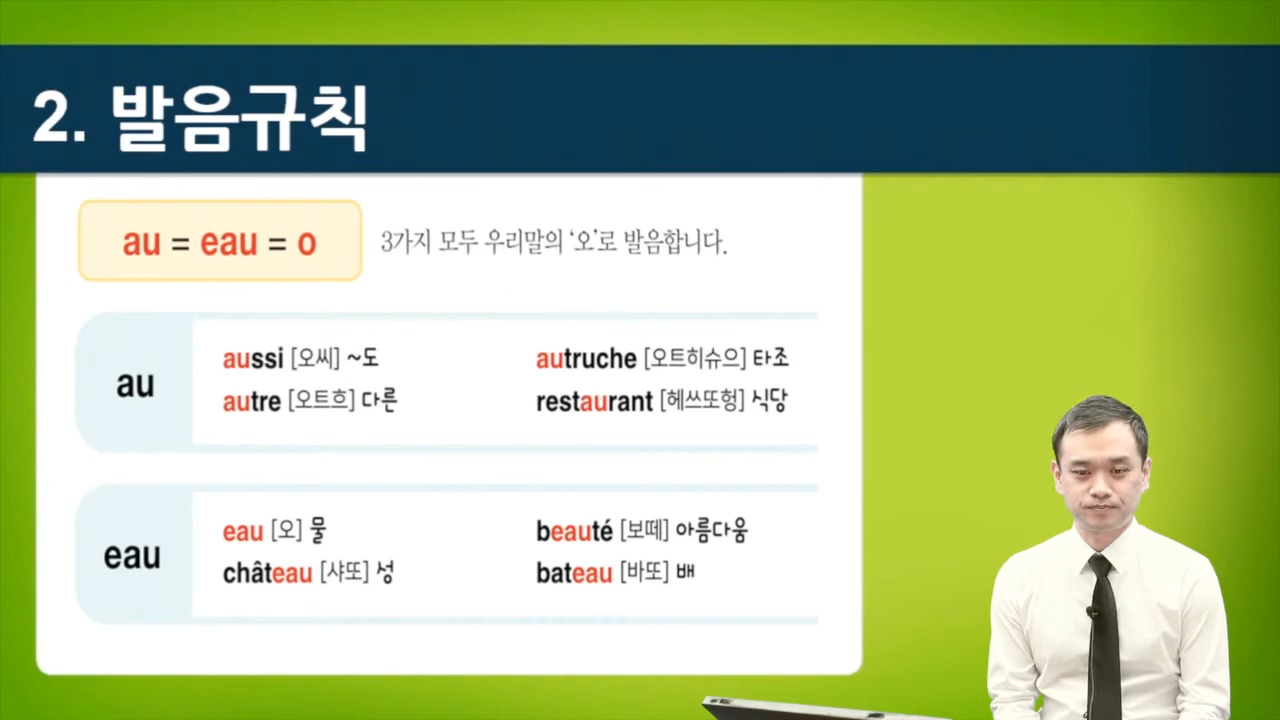 2. 발음규칙
au = eau = o
3가지 모두 우리말의 ‘오’로 발음합니다.
au
aussi [오씨] ~도
autruche [오트히슈으] 타조
autre [오트흐] 다른
restaurant [헤쓰또헝] 식당
eau
eau [오] 물
beauté [보떼] 아름다움
château [샤또] 성
bateau [바또] 배